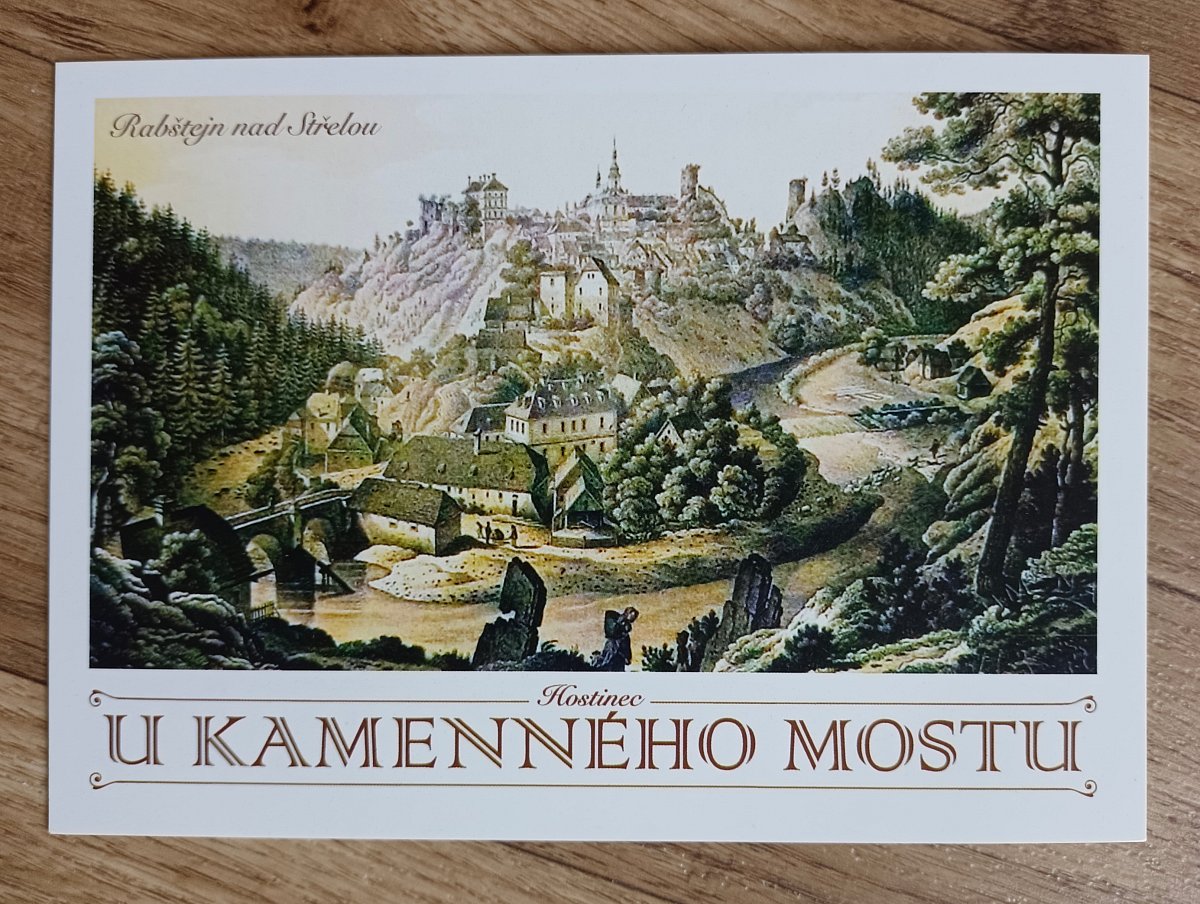 Rabštejn nad Střelou
Hostinec
U KAMENNÉHO MOSTU